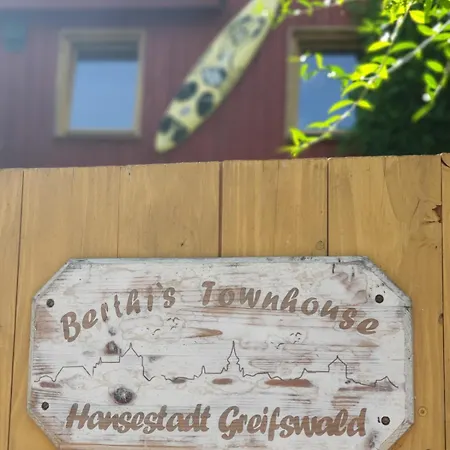 Berthi's Townhouse
Hansestadt Greifswald